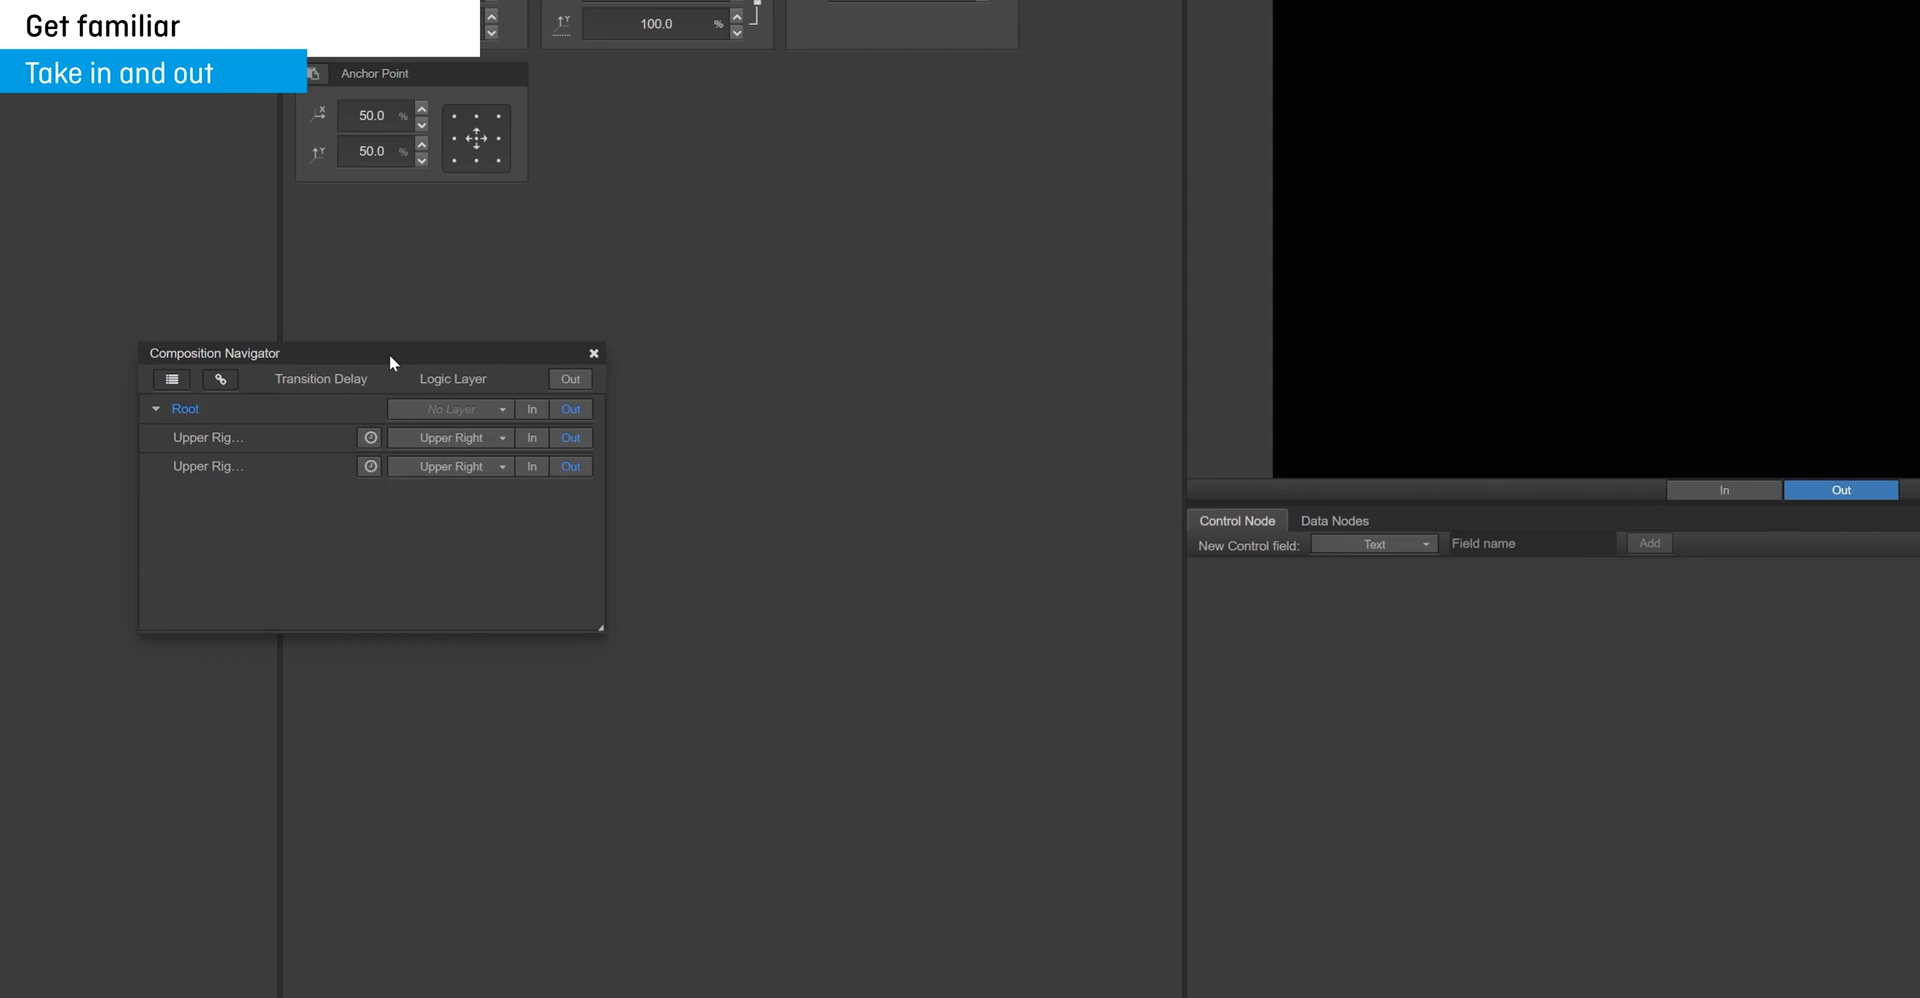 Get familiar
Take in and out
Y 100.0 %
Anchor Point
X 50.0 %
Y 50.0 %
Composition Navigator
Transition Delay Logic Layer Out
Root No Layer In Out
Upper Rig... Upper Right In Out
Upper Rig... Upper Right In Out
In Out
Control Node Data Nodes
New Control field: Text Field name Add